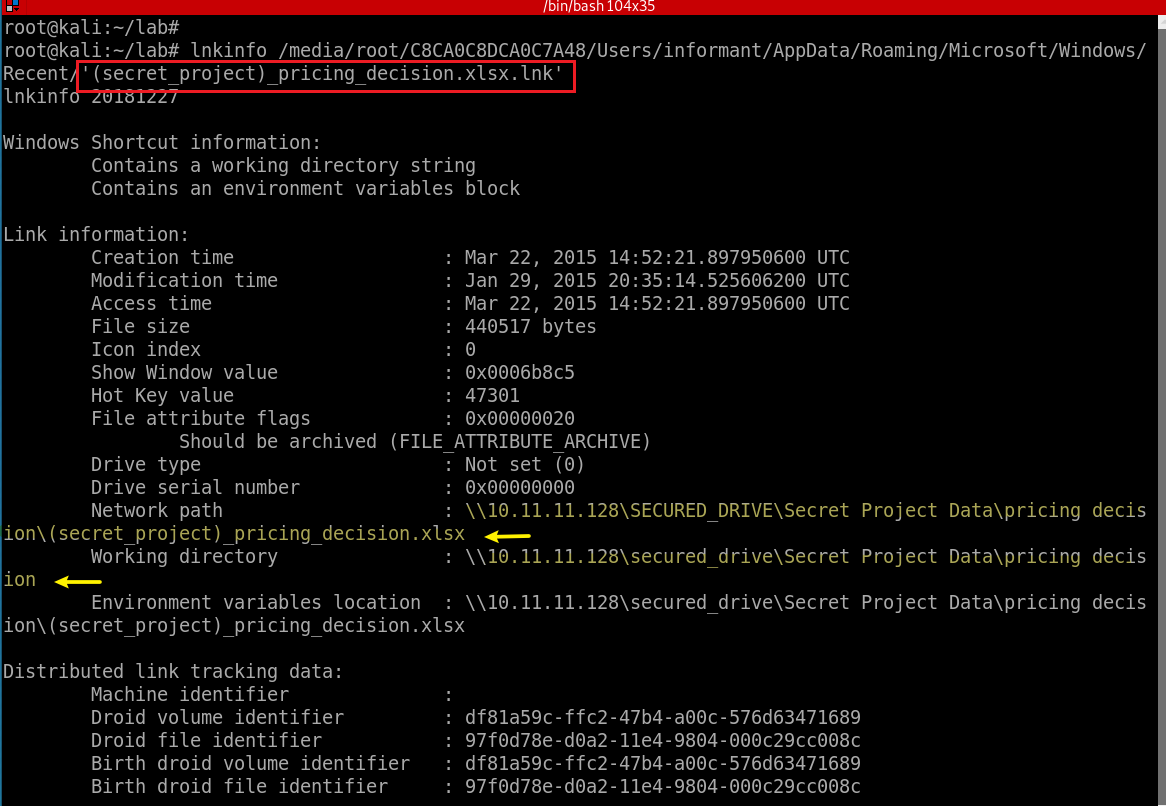 /bin/bash 104x35
root@kali:~/lab#
root@kali:~/lab# lnkinfo /media/root/C8CA0C8DCA0C7A48/Users/informant/AppData/Roaming/Microsoft/Windows/
Recent/'(secret_project)_pricing_decision.xlsx.lnk'
lnkinfo 20181227
Windows Shortcut information:
Contains a working directory string
Contains an environment variables block
Link information:
Creation time : Mar 22, 2015 14:52:21.897950600 UTC
Modification time : Jan 29, 2015 20:35:14.525606200 UTC
Access time : Mar 22, 2015 14:52:21.897950600 UTC
File size : 440517 bytes
Icon index : 0
Show Window value : 0x0006b8c5
Hot Key value : 47301
File attribute flags : 0x00000020
Should be archived (FILE_ATTRIBUTE_ARCHIVE)
Drive type : Not set (0)
Drive serial number : 0x00000000
Network path : \\10.11.11.128\SECURED_DRIVE\Secret Project Data\pricing decis
ion\(secret_project)_pricing_decision.xlsx
Working directory : \\10.11.11.128\secured_drive\Secret Project Data\pricing decis
ion
Environment variables location : \\10.11.11.128\secured_drive\Secret Project Data\pricing decis
ion\(secret_project)_pricing_decision.xlsx
Distributed link tracking data:
Machine identifier :
Droid volume identifier : df81a59c-ffc2-47b4-a00c-576d63471689
Droid file identifier : 97f0d78e-d0a2-11e4-9804-000c29cc008c
Birth droid volume identifier : df81a59c-ffc2-47b4-a00c-576d63471689
Birth droid file identifier : 97f0d78e-d0a2-11e4-9804-000c29cc008c